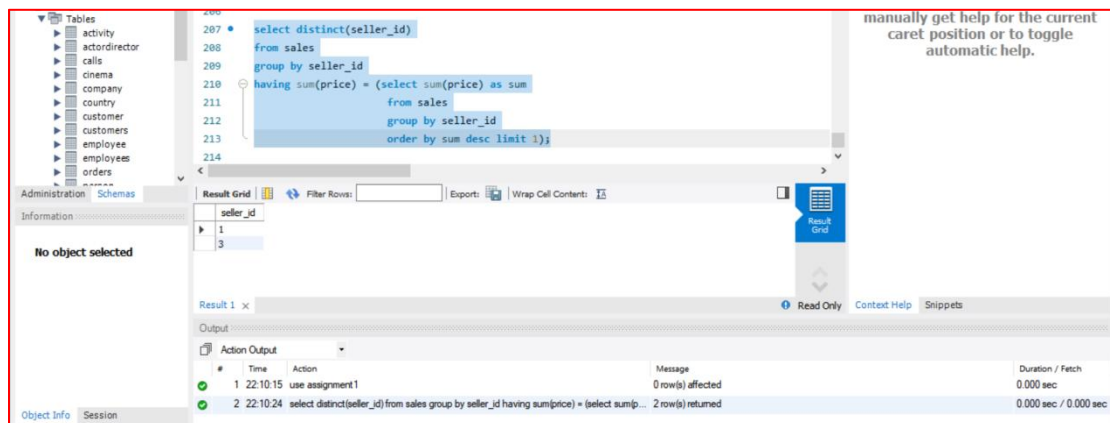 Tables
activity
actordirector
calls
cinema
company
country
customer
customers
employee
employees
orders
Administration Schemas
Information
No object selected
Object Info Session
207 select distinct(seller_id)
208 from sales
209 group by seller_id
210 having sum(price) = (select sum(price) as sum
211 from sales
212 group by seller_id
213 order by sum desc limit 1);
214
Result Grid Filter Rows: Export: Wrap Cell Content:
seller_id
1
3
Result Grid
Result 1
Read Only
manually get help for the current
caret position or to toggle
automatic help.
Context Help Snippets
Output
Action Output
# Time Action Message Duration / Fetch
1 22:10:15 use assignment1 0 row(s) affected 0.000 sec
2 22:10:24 select distinct(seller_id) from sales group by seller_id having sum(price) = (select sum(p... 2 row(s) returned 0.000 sec / 0.000 sec